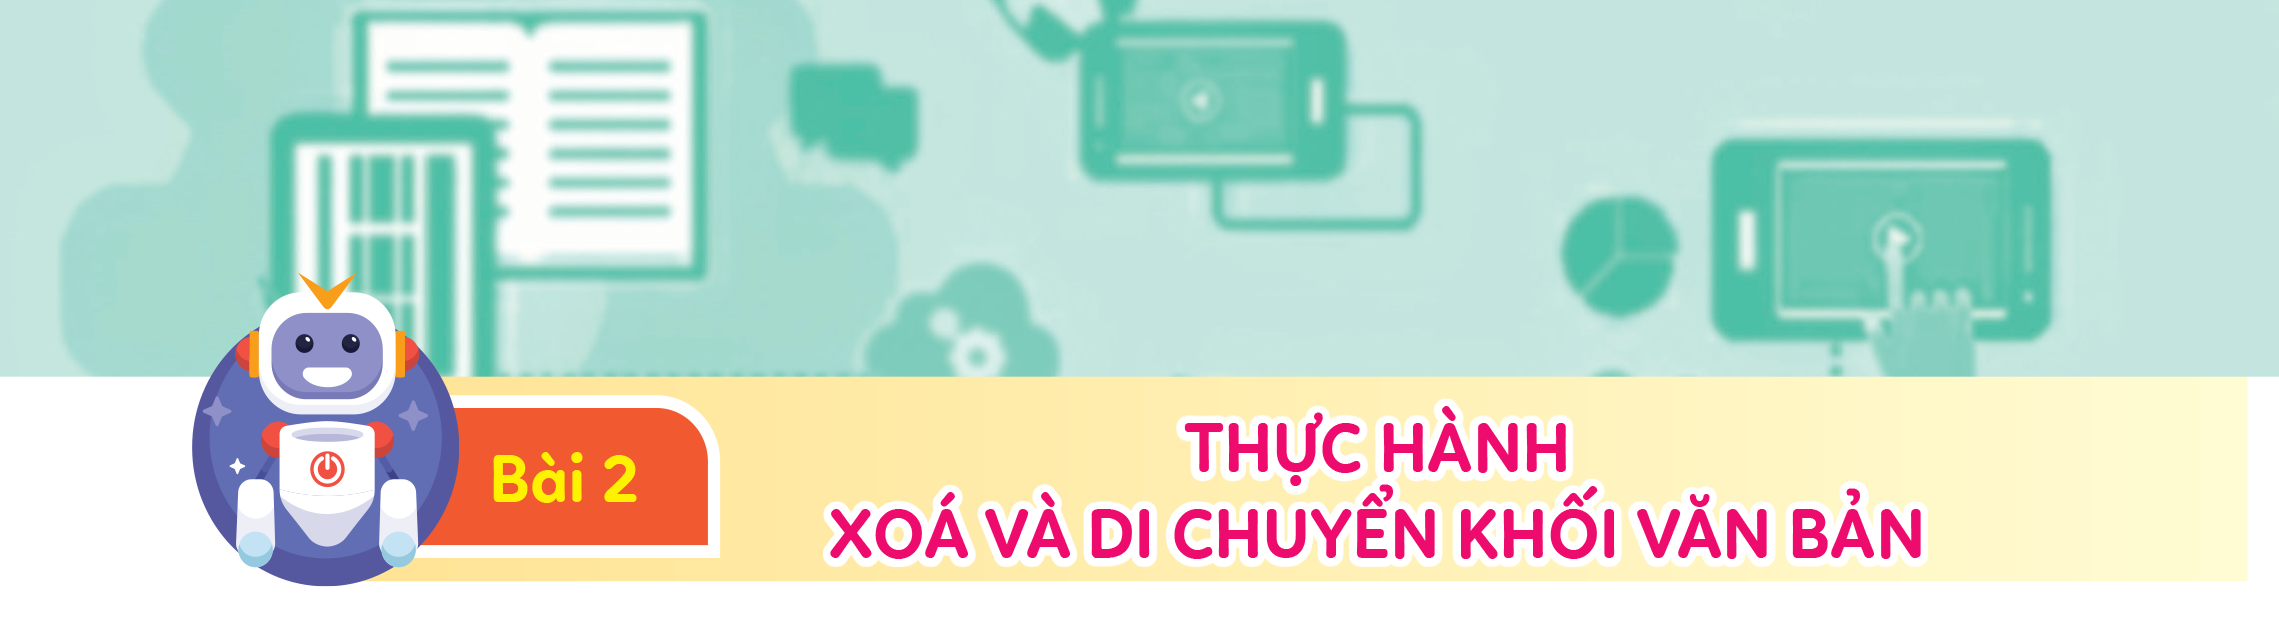 Bài 2
THỰC HÀNH
XOÁ VÀ DI CHUYỂN KHỐI VĂN BẢN